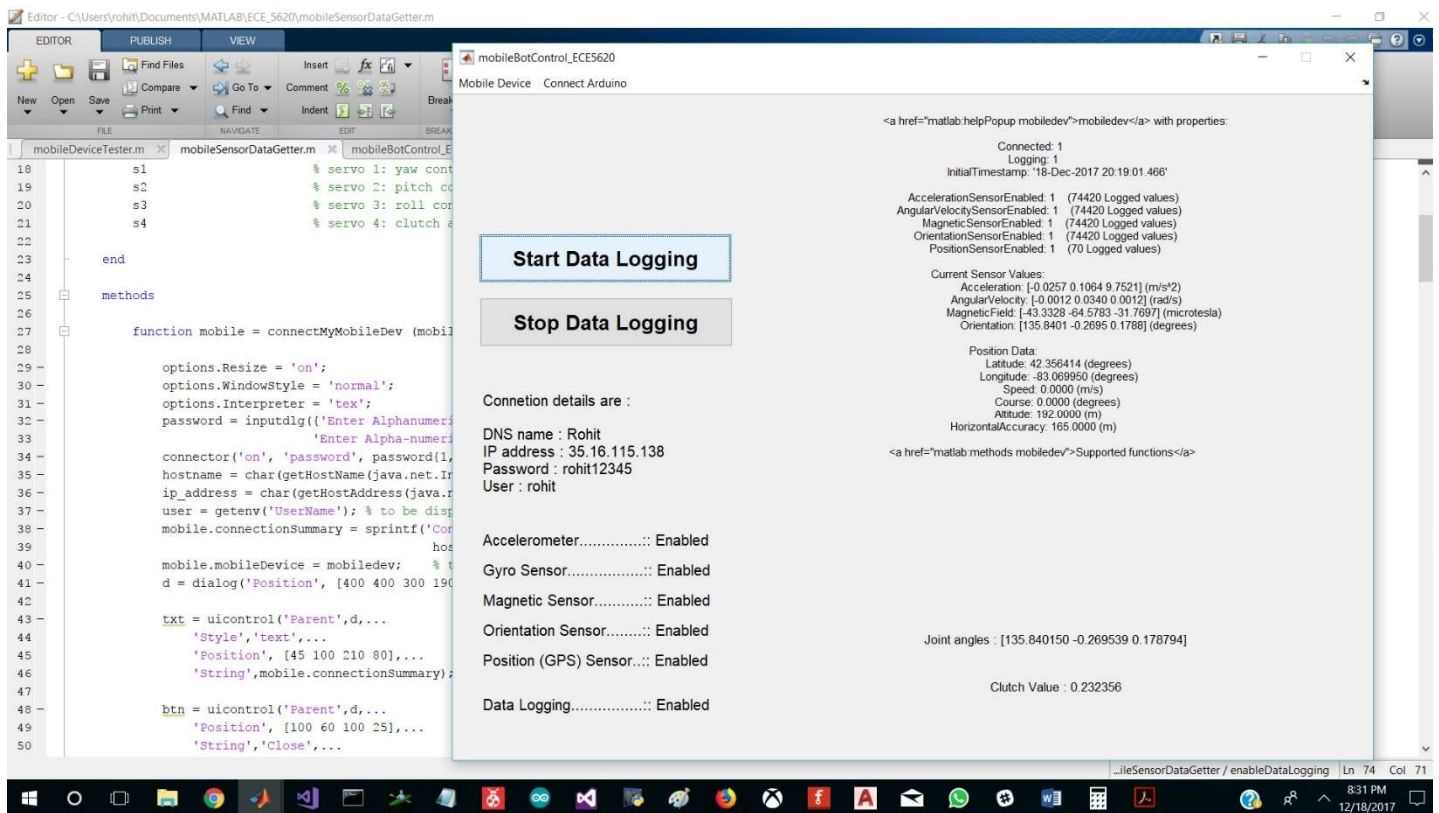 Editor - C:\Users\rohit\Documents\MATLAB\ECE_5620\mobileSensorDataGetter.m
EDITOR PUBLISH VIEW
New Open Save
Find Files
Compare
Print
Go To
Find
Insert fx
Comment %
Indent
Break
FILE NAVIGATE EDIT BREAK
mobileDeviceTester.m mobileSensorDataGetter.m mobileBotControl_E
18 s1 % servo 1: yaw cont
19 s2 % servo 2: pitch co
20 s3 % servo 3: roll con
21 s4 % servo 4: clutch a
22
23 end
24
25 methods
26
27 function mobile = connectMyMobileDev (mobil
28
29 – options.Resize = 'on';
30 – options.WindowStyle = 'normal';
31 – options.Interpreter = 'tex';
32 – password = inputdlg({'Enter Alphanumeri
33 'Enter Alpha-numeri
34 – connector('on', 'password', password{1,
35 – hostname = char(getHostName(java.net.In
36 – ip_address = char(getHostAddress(java.n
37 – user = getenv('UserName'); % to be disp
38 – mobile.connectionSummary = sprintf('Con
39 hos
40 – mobile.mobileDevice = mobiledev; % t
41 – d = dialog('Position', [400 400 300 190
42
43 – txt = uicontrol('Parent',d,...
44 'Style','text',...
45 'Position', [45 100 210 80],...
46 'String',mobile.connectionSummary);
47
48 – btn = uicontrol('Parent',d,...
49 'Position', [100 60 100 25],...
50 'String','Close',...
mobileBotControl_ECE5620
Mobile Device Connect Arduino
Start Data Logging
Stop Data Logging
Connetion details are :
DNS name : Rohit
IP address : 35.16.115.138
Password : rohit12345
User : rohit
Accelerometer..............:: Enabled
Gyro Sensor.................:: Enabled
Magnetic Sensor...........:: Enabled
Orientation Sensor........:: Enabled
Position (GPS) Sensor..:: Enabled
Data Logging................:: Enabled
<a href="matlab:helpPopup mobiledev">mobiledev</a> with properties:
Connected: 1
Logging: 1
InitialTimestamp: '18-Dec-2017 20:19:01.466'
AccelerationSensorEnabled: 1 (74420 Logged values)
AngularVelocitySensorEnabled: 1 (74420 Logged values)
MagneticSensorEnabled: 1 (74420 Logged values)
OrientationSensorEnabled: 1 (74420 Logged values)
PositionSensorEnabled: 1 (70 Logged values)
Current Sensor Values:
Acceleration: [-0.0257 0.1064 9.7521] (m/s^2)
AngularVelocity: [-0.0012 0.0340 0.0012] (rad/s)
MagneticField: [-43.3328 -64.5783 -31.7697] (microtesla)
Orientation: [135.8401 -0.2695 0.1788] (degrees)
Position Data:
Latitude: 42.356414 (degrees)
Longitude: -83.069950 (degrees)
Speed: 0.0000 (m/s)
Course: 0.0000 (degrees)
Altitude: 192.0000 (m)
HorizontalAccuracy: 165.0000 (m)
<a href="matlab:methods mobiledev">Supported functions</a>
Joint angles : [135.840150 -0.269539 0.178794]
Clutch Value : 0.232356
...ileSensorDataGetter / enableDataLogging Ln 74 Col 71
8:31 PM
12/18/2017